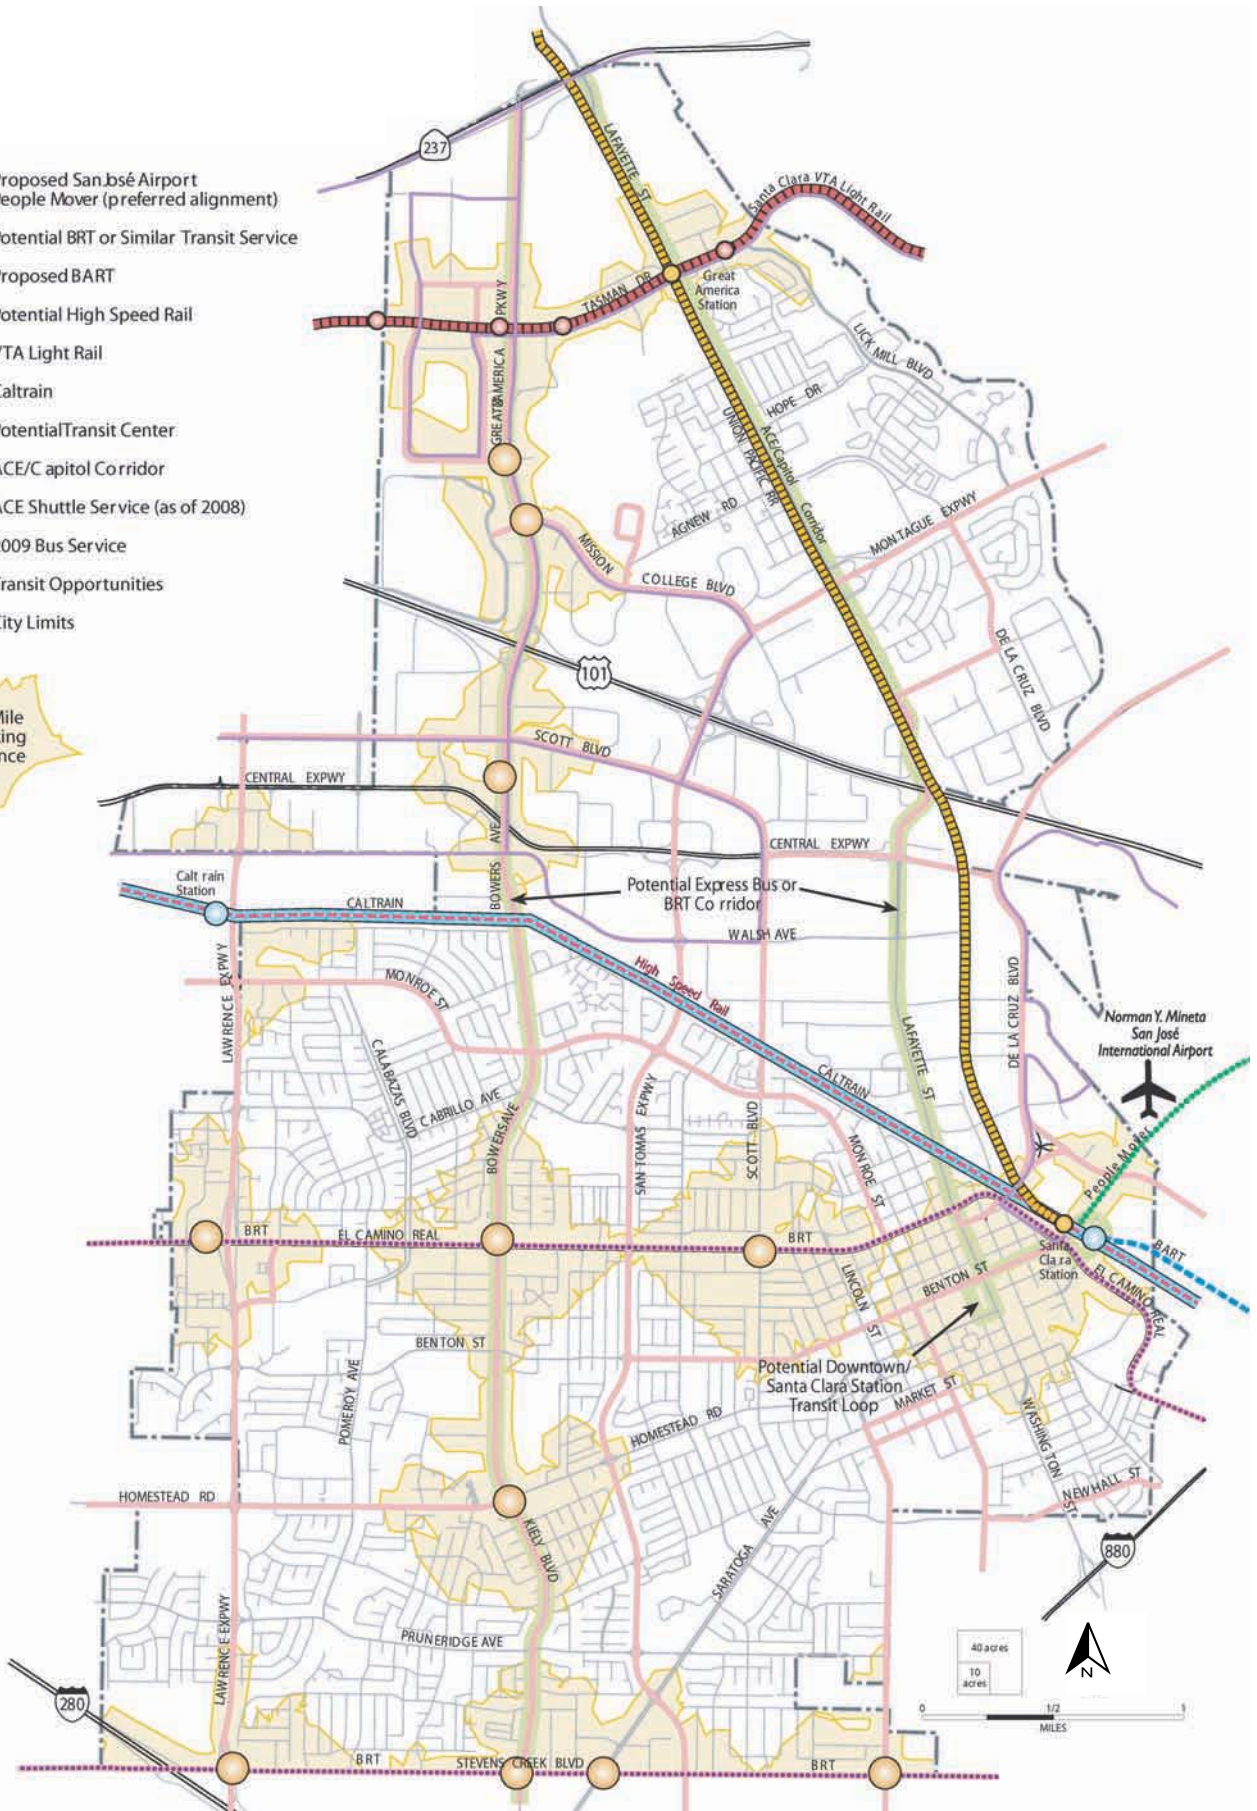 237
LAFAYETTE ST
Santa Clara VTA Light Rail
roposed San José Airport
eople Mover (preferred alignment)
otential BRT or Similar Transit Service
roposed BART
otential High Speed Rail
TA Light Rail
altrain
otentialTransit Center
CE/C apitol Corridor
CE Shuttle Service (as of 2008)
009 Bus Service
ransit Opportunities
ity Limits
Mile
ing
nce
TASMAN DR
Great
America
Station
GREAT AMERICA PKWY
LICK MILL BLVD
HOPE DR
UNION PACIFIC RR
ACE/Capitol Corridor
AGNEW RD
MONTAGUE EXPWY
MISSION
COLLEGE BLVD
101
DE LA CRUZ BLVD
SCOTT BLVD
CENTRAL EXPWY
BOWERS AVE
CENTRAL EXPWY
Calt rain
Station
CALTRAIN
Potential Express Bus or
BRT Co rridor
WALSH AVE
LAWRENCE EXPWY
MONROE ST
High Speed Rail
DE LA CRUZ BLVD
Norman Y. Mineta
San José
International Airport
CALABAZAS BLVD
CABRILLO AVE
BOWERS AVE
SAN TOMAS EXPWY
SCOTT BLVD
CALTRAIN
LAFAYETTE ST
MONROE ST
People Mover
BRT
EL CAMINO REAL
BRT
Santa
Cla ra
Station
BART
EL CAMINO REAL
BENTON ST
LINCOLN ST
BENTON ST
POMEROY AVE
Potential Downtown/
Santa Clara Station
Transit Loop
MARKET ST
HOMESTEAD RD
WASHING TON ST
NEWHALL ST
HOMESTEAD RD
KIELY BLVD
SARATOGA AVE
880
LAWRENCE EXPWY
PRUNERIDGE AVE
40 acres
10
acres
N
0 1/2 1
MILES
280
BRT
STEVENS CREEK BLVD
BRT